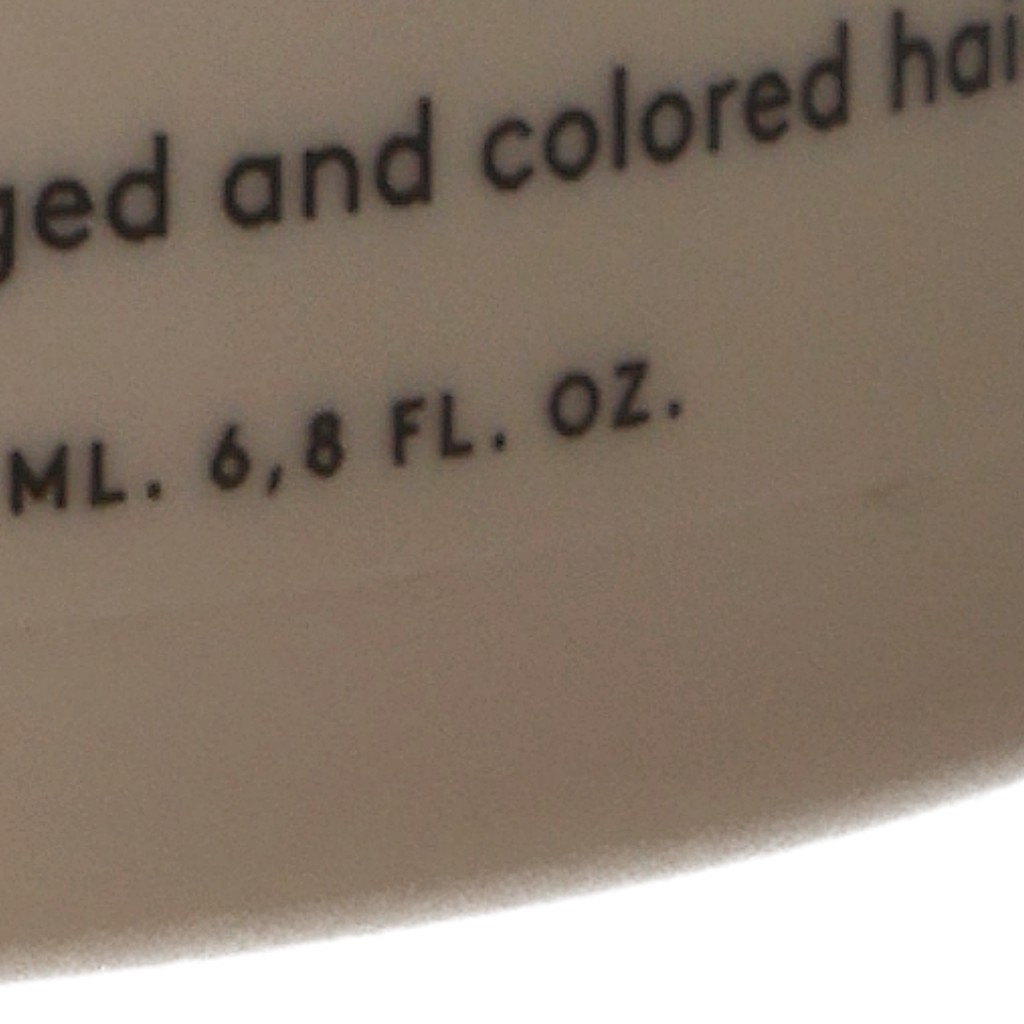 ged and colored hai
ML. 6,8 FL. OZ.